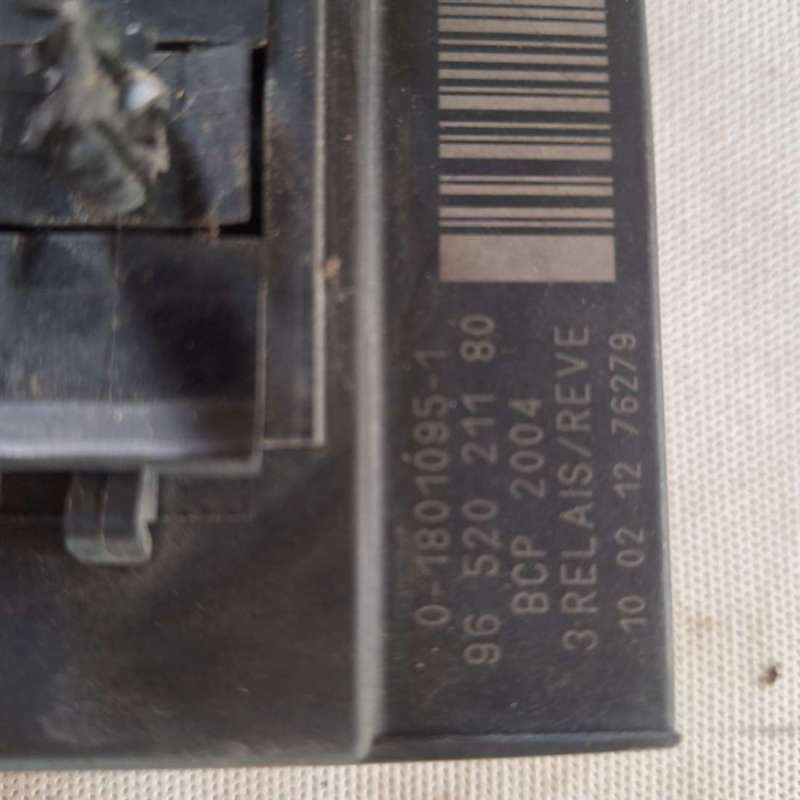 0-1801095-1
96 520 211 80
BCP 2004
3 RELAIS/REVE
10 02 12 76279